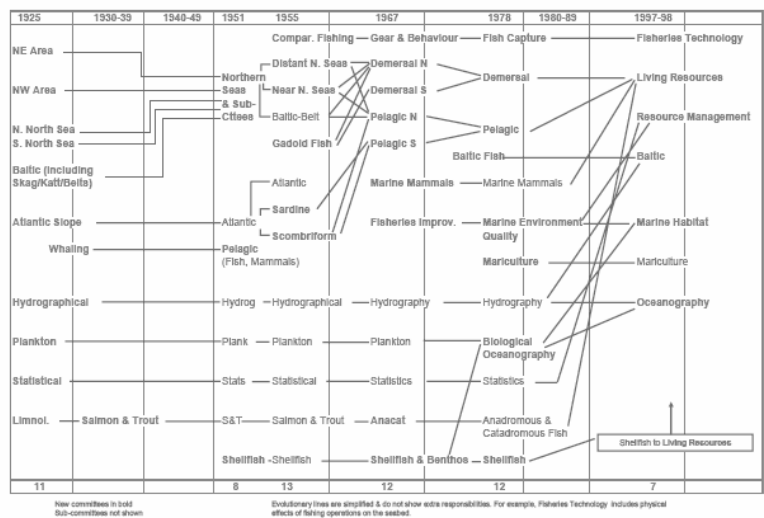 1925 1930-39 1940-49 1951 1955 1967 1978 1980-89 1997-98
Compar. Fishing Gear & Behaviour Fish Capture Fisheries Technology
NE Area
Distant N. Seas Demersal N
Northern Demersal Living Resources
NW Area Seas Near N. Seas Demersal S
& Sub-
Cttees Baltic-Belt Pelagic N Resource Management
N. North Sea Pelagic
S. North Sea Gadoid Fish Pelagic S
Baltic Fish Baltic
Baltic (including
Skag/Katt/Belts) Atlantic Marine Mammals Marine Mammals
Sardine
Atlantic Slope Atlantic Fisheries Improv. Marine Environment Marine Habitat
Scombriform Quality
Whaling Pelagic
(Fish, Mammals) Mariculture Mariculture
Hydrographical Hydrog Hydrographical Hydrography Hydrography Oceanography
Plankton Plank Plankton Plankton Biological
Oceanography
Statistical Stats Statistical Statistics Statistics
Limnol. Salmon & Trout S&T Salmon & Trout Anacat Anadromous &
Catadromous Fish
Shellfish to Living Resources
Shellfish Shellfish Shellfish & Benthos Shellfish
11 8 13 12 12 7
New committees in bold
Sub-committees not shown
Evolutionary lines are simplified & do not show extra responsibilities. For example, Fisheries Technology includes physical
effects of fishing operations on the seabed.